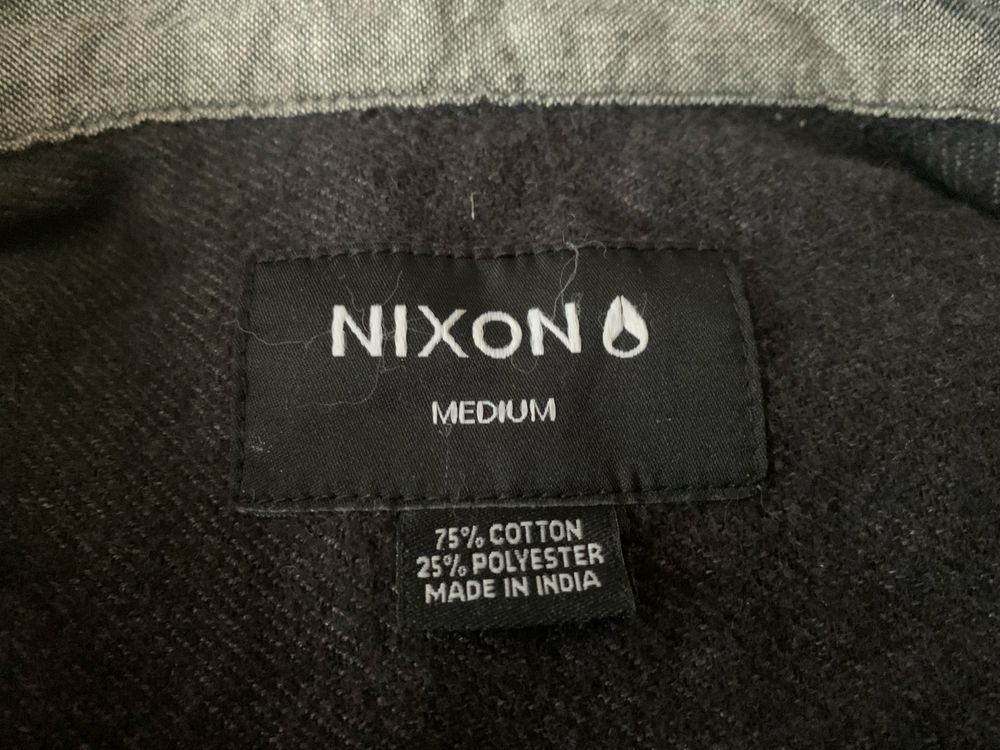 NIXON
MEDIUM
75% COTTON
25% POLYESTER
MADE IN INDIA